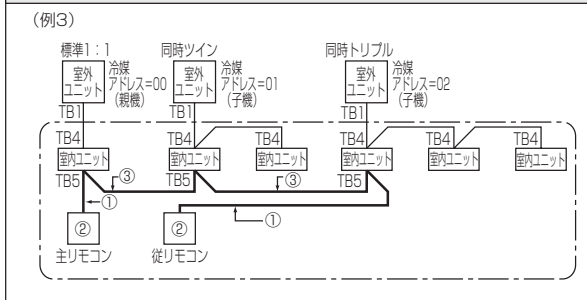 (例3)
標準1：1 同時ツイン 同時トリプル
室外ユニット 冷媒アドレス=00(親機) 室外ユニット 冷媒アドレス=01(子機) 室外ユニット 冷媒アドレス=02(子機)
TB1 TB1 TB1
TB4 TB4 TB4 TB4 TB4 TB4
室内ユニット 室内ユニット 室内ユニット 室内ユニット 室内ユニット 室内ユニット
TB5 ③ TB5 ③ TB5
① ①
② ②
主リモコン 従リモコン